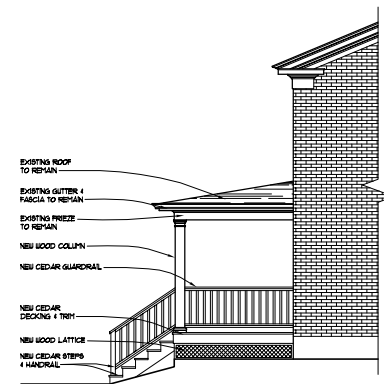 EXISTING ROOF
TO REMAIN
EXISTING GUTTER &
FASCIA TO REMAIN
EXISTING FRIEZE
TO REMAIN
NEW WOOD COLUMN
NEW CEDAR GUARDRAIL
NEW CEDAR
DECKING & TRIM
NEW WOOD LATTICE
NEW CEDAR STEPS
& HANDRAIL